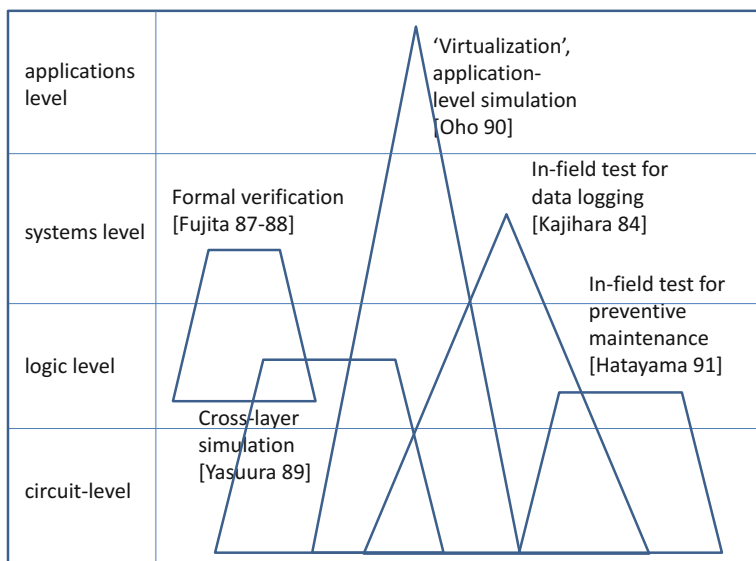 applications
level
‘Virtualization’,
application-
level simulation
[Oho 90]
systems level
Formal verification
[Fujita 87-88]
In-field test for
data logging
[Kajihara 84]
logic level
In-field test for
preventive
maintenance
[Hatayama 91]
Cross-layer
simulation
[Yasuura 89]
circuit-level